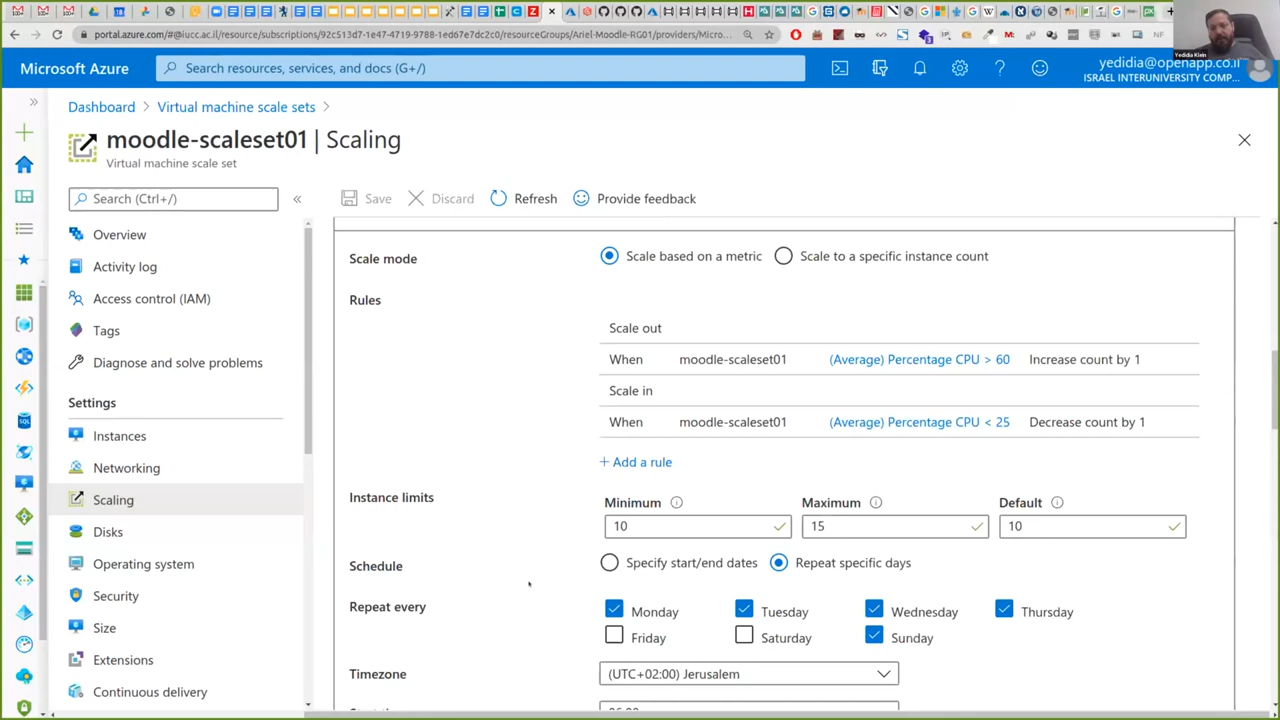 portal.azure.com/#@iucc.ac.il/resource/subscriptions/92c513d7-1e47-4719-9788-1ed67e7dc2c0/resourceGroups/Ariel-Moodle-RG01/providers/Micro...
Yedidia Klein
Microsoft Azure
Search resources, services, and docs (G+/)
yedidia@openapp.co.il
ISRAEL INTERUNIVERSITY COMP...
Dashboard > Virtual machine scale sets >
moodle-scaleset01 | Scaling
Virtual machine scale set
Search (Ctrl+/)
Save
Discard
Refresh
Provide feedback
Overview
Activity log
Access control (IAM)
Tags
Diagnose and solve problems
Settings
Instances
Networking
Scaling
Disks
Operating system
Security
Size
Extensions
Continuous delivery
Scale mode
Scale based on a metric
Scale to a specific instance count
Rules
Scale out
When moodle-scaleset01 (Average) Percentage CPU > 60 Increase count by 1
Scale in
When moodle-scaleset01 (Average) Percentage CPU < 25 Decrease count by 1
+ Add a rule
Instance limits
Minimum
Maximum
Default
10
15
10
Schedule
Specify start/end dates
Repeat specific days
Repeat every
Monday
Tuesday
Wednesday
Thursday
Friday
Saturday
Sunday
Timezone
(UTC+02:00) Jerusalem